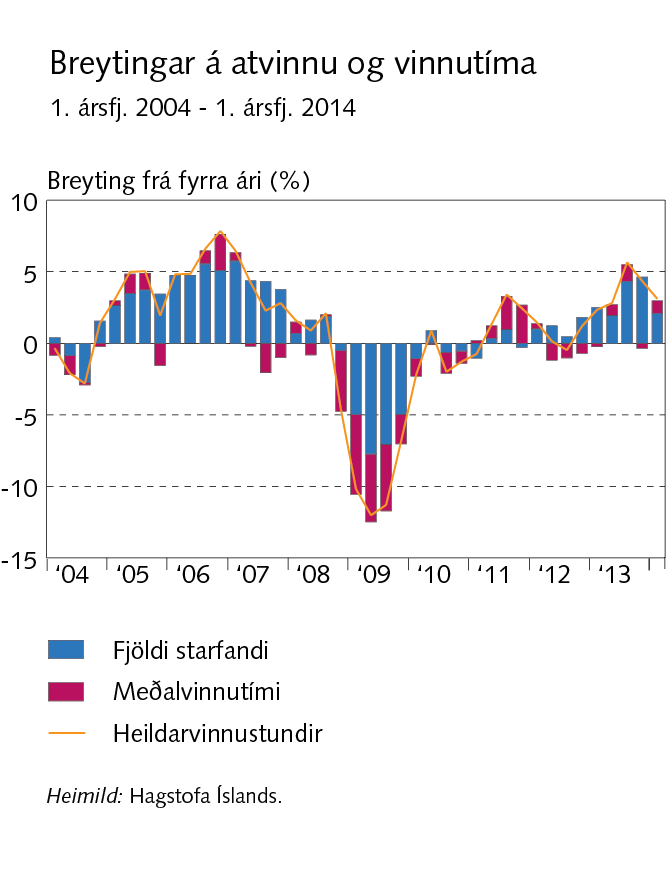 Breytingar á atvinnu og vinnutíma
1. ársfj. 2004 - 1. ársfj. 2014
Breyting frá fyrra ári (%)
10
5
0
-5
-10
-15
‘04 ‘05 ‘06 ‘07 ‘08 ‘09 ‘10 ‘11 ‘12 ‘13
Fjöldi starfandi
Meðalvinnutími
Heildarvinnustundir
Heimild: Hagstofa Íslands.